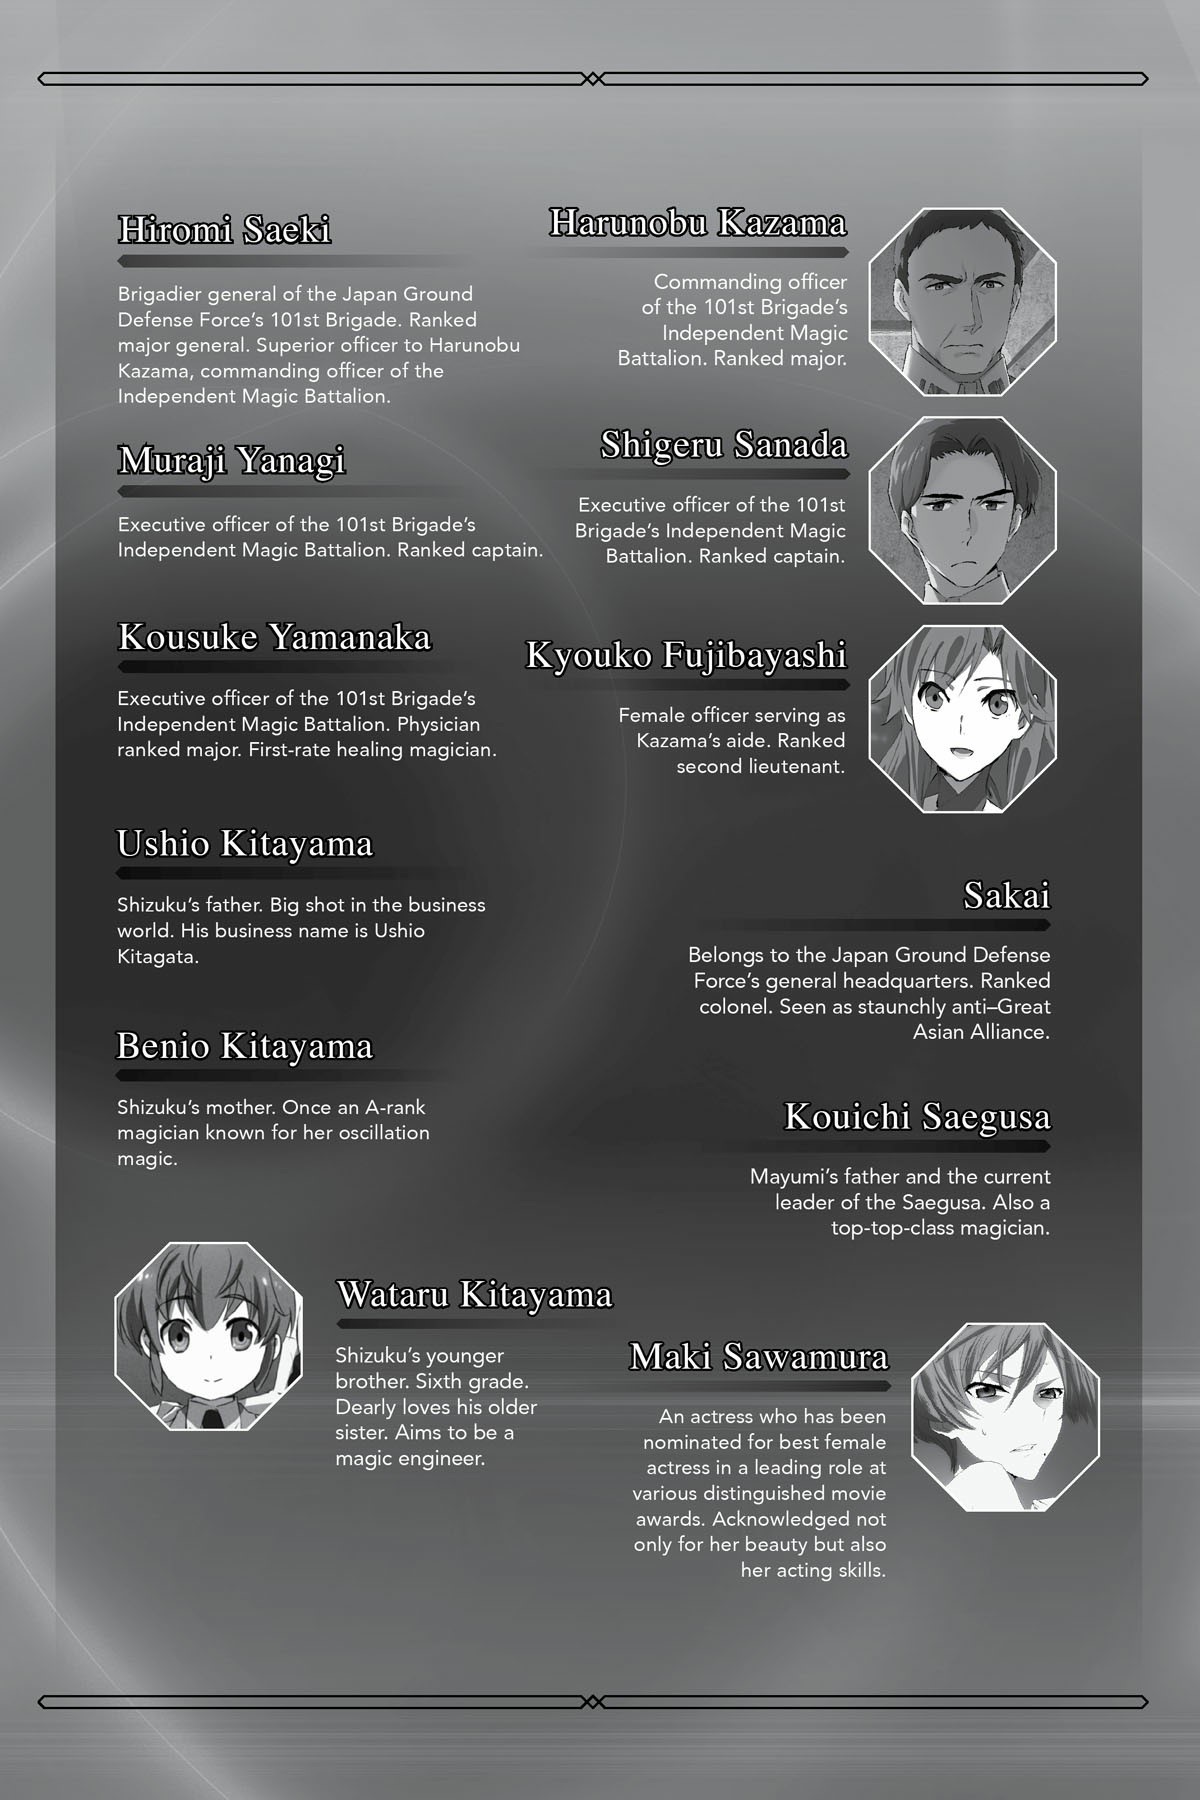 Hiromi Saeki
Brigadier general of the Japan Ground
Defense Force's 101st Brigade. Ranked
major general. Superior officer to Harunobu
Kazama, commanding officer of the
Independent Magic Battalion.
Harunobu Kazama
Commanding officer
of the 101st Brigade's
Independent Magic
Battalion. Ranked major.
Muraji Yanagi
Executive officer of the 101st Brigade's
Independent Magic Battalion. Ranked captain.
Shigeru Sanada
Executive officer of the 101st
Brigade's Independent Magic
Battalion. Ranked captain.
Kousuke Yamanaka
Executive officer of the 101st Brigade's
Independent Magic Battalion. Physician
ranked major. First-rate healing magician.
Kyouko Fujibayashi
Female officer serving as
Kazama's aide. Ranked
second lieutenant.
Ushio Kitayama
Shizuku's father. Big shot in the business
world. His business name is Ushio
Kitagata.
Sakai
Belongs to the Japan Ground Defense
Force's general headquarters. Ranked
colonel. Seen as staunchly anti–Great
Asian Alliance.
Benio Kitayama
Shizuku's mother. Once an A-rank
magician known for her oscillation
magic.
Kouichi Saegusa
Mayumi's father and the current
leader of the Saegusa. Also a
top-top-class magician.
Wataru Kitayama
Shizuku's younger
brother. Sixth grade.
Dearly loves his older
sister. Aims to be a
magic engineer.
Maki Sawamura
An actress who has been
nominated for best female
actress in a leading role at
various distinguished movie
awards. Acknowledged not
only for her beauty but also
her acting skills.